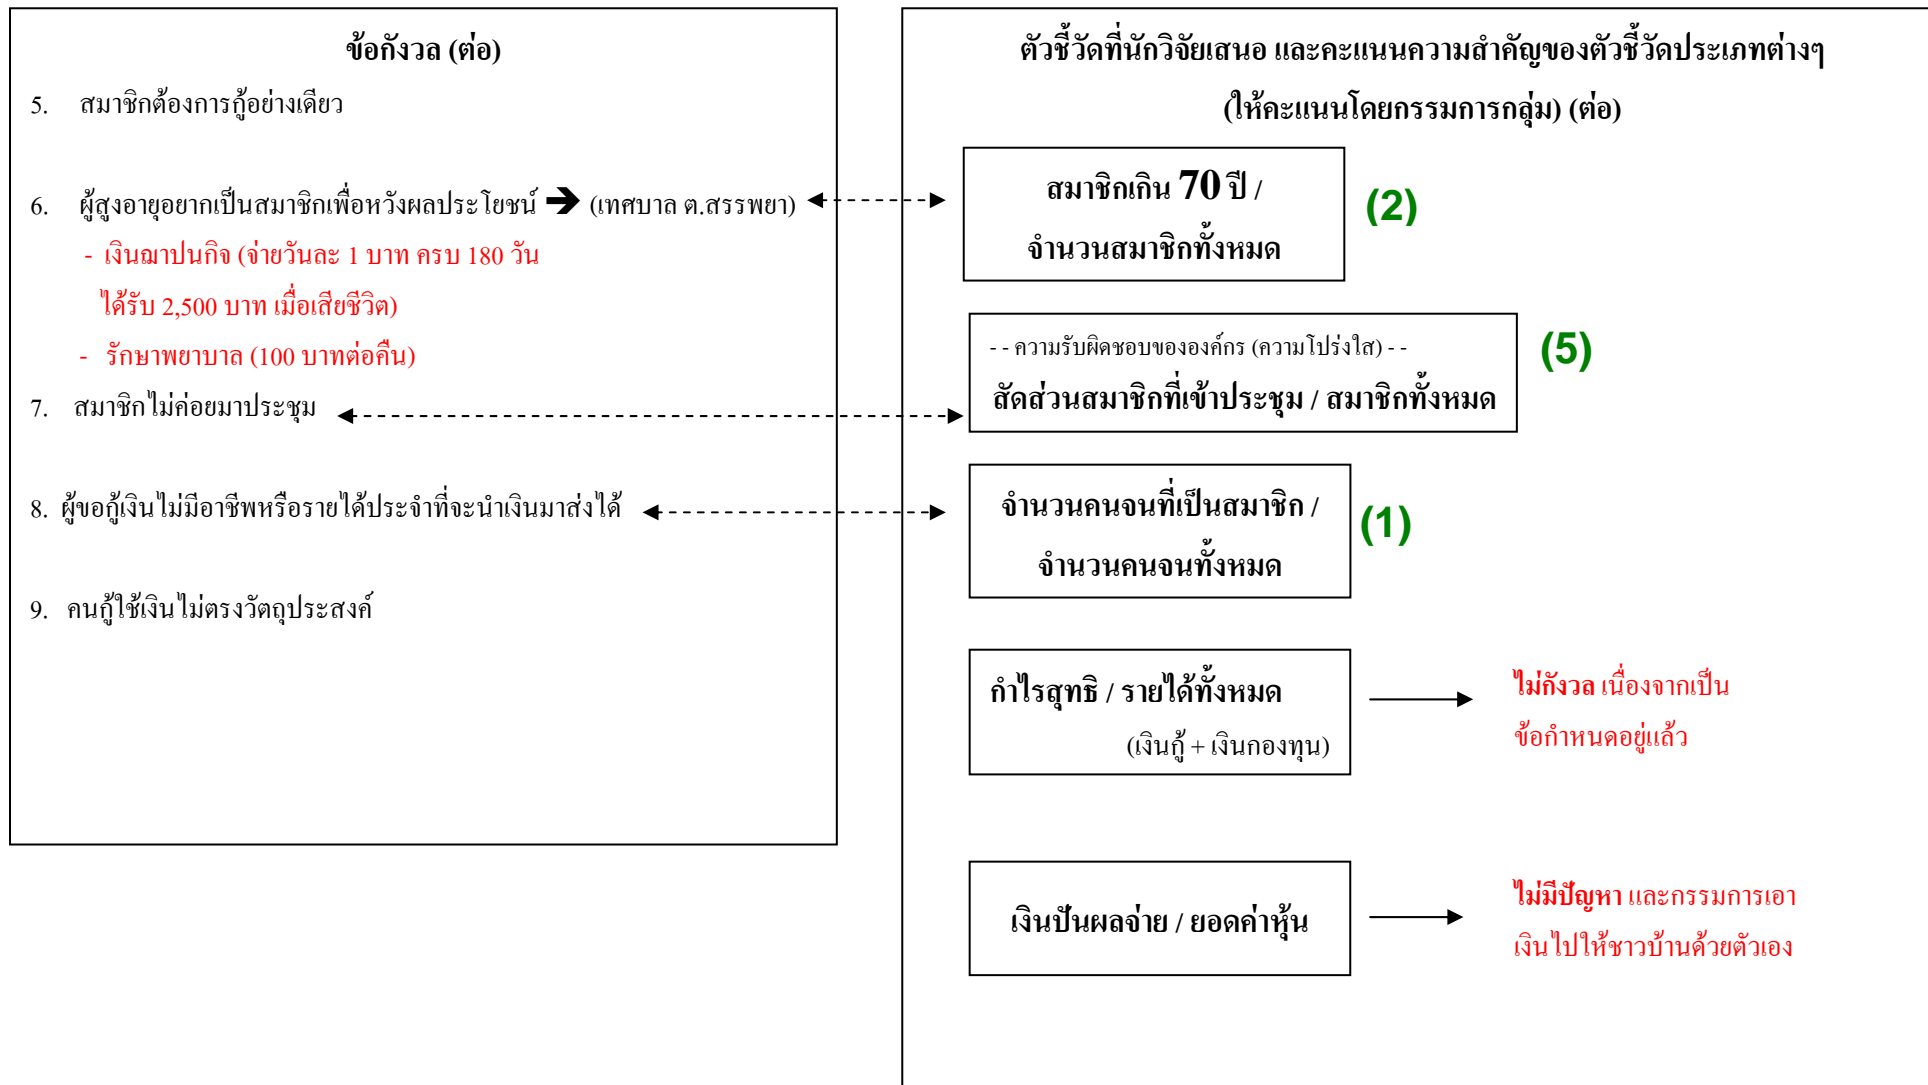 ข้อกังวล (ต่อ)
5. สมาชิกต้องการกู้อย่างเดียว
6. ผู้สูงอายุอยากเป็นสมาชิกเพื่อหวังผลประโยชน์ ➔ (เทศบาล ต.สรรพยา)
- เงินฌาปนกิจ (จ่ายวันละ 1 บาท ครบ 180 วัน
ได้รับ 2,500 บาท เมื่อเสียชีวิต)
- รักษาพยาบาล (100 บาทต่อคืน)
7. สมาชิกไม่ค่อยมาประชุม
8. ผู้ขอกู้เงินไม่มีอาชีพหรือรายได้ประจำที่จะนำเงินมาส่งได้
9. คนกู้ใช้เงินไม่ตรงวัตถุประสงค์
ตัวชี้วัดที่นักวิจัยเสนอ และคะแนนความสำคัญของตัวชี้วัดประเภทต่างๆ
(ให้คะแนนโดยกรรมการกลุ่ม) (ต่อ)
สมาชิกเกิน 70 ปี /
จำนวนสมาชิกทั้งหมด
(2)
- - ความรับผิดชอบขององค์กร (ความโปร่งใส) - -
สัดส่วนสมาชิกที่เข้าประชุม / สมาชิกทั้งหมด
(5)
จำนวนคนจนที่เป็นสมาชิก /
จำนวนคนจนทั้งหมด
(1)
กำไรสุทธิ / รายได้ทั้งหมด
(เงินกู้ + เงินกองทุน)
ไม่กังวล เนื่องจากเป็น
ข้อกำหนดอยู่แล้ว
เงินปันผลจ่าย / ยอดค่าหุ้น
ไม่มีปัญหา และกรรมการเอา
เงินไปให้ชาวบ้านด้วยตัวเอง